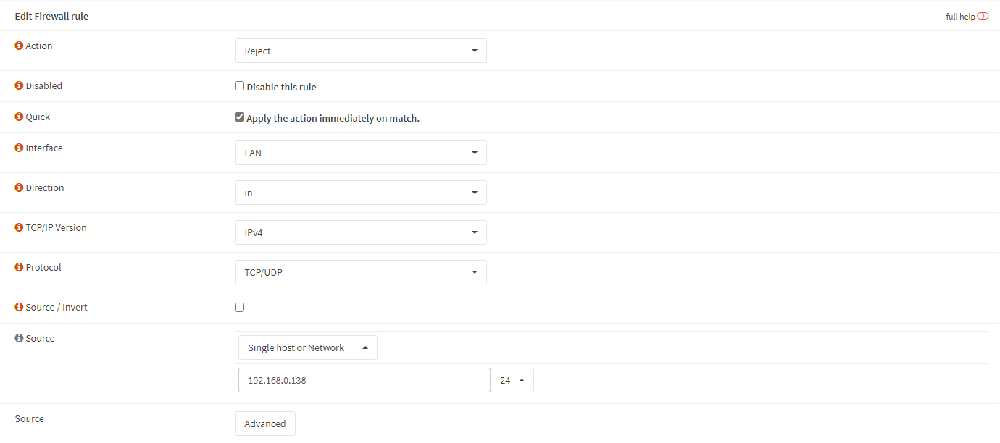 Edit Firewall rule
full help
Action
Reject
Disabled
Disable this rule
Quick
Apply the action immediately on match.
Interface
LAN
Direction
in
TCP/IP Version
IPv4
Protocol
TCP/UDP
Source / Invert
Source
Single host or Network
192.168.0.138
24
Source
Advanced